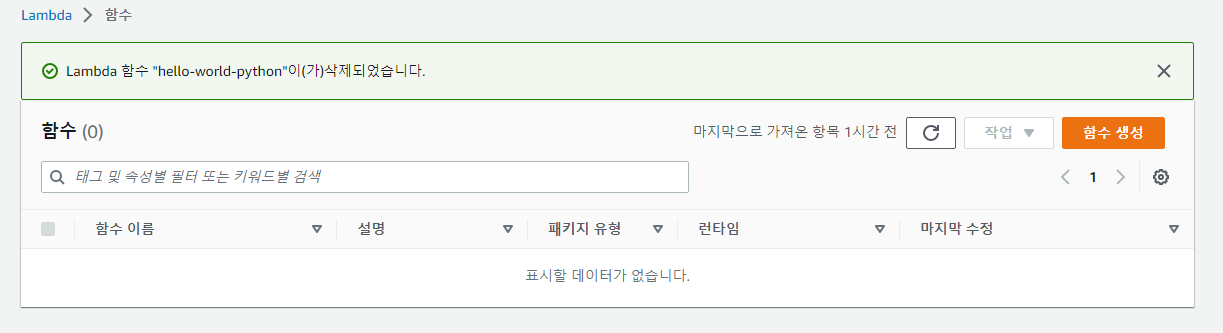 Lambda > 함수
Lambda 함수 "hello-world-python"이(가)삭제되었습니다.
함수 (0) 마지막으로 가져온 항목 1시간 전 작업 함수 생성
태그 및 속성별 필터 또는 키워드별 검색 1
함수 이름 설명 패키지 유형 런타임 마지막 수정
표시할 데이터가 없습니다.